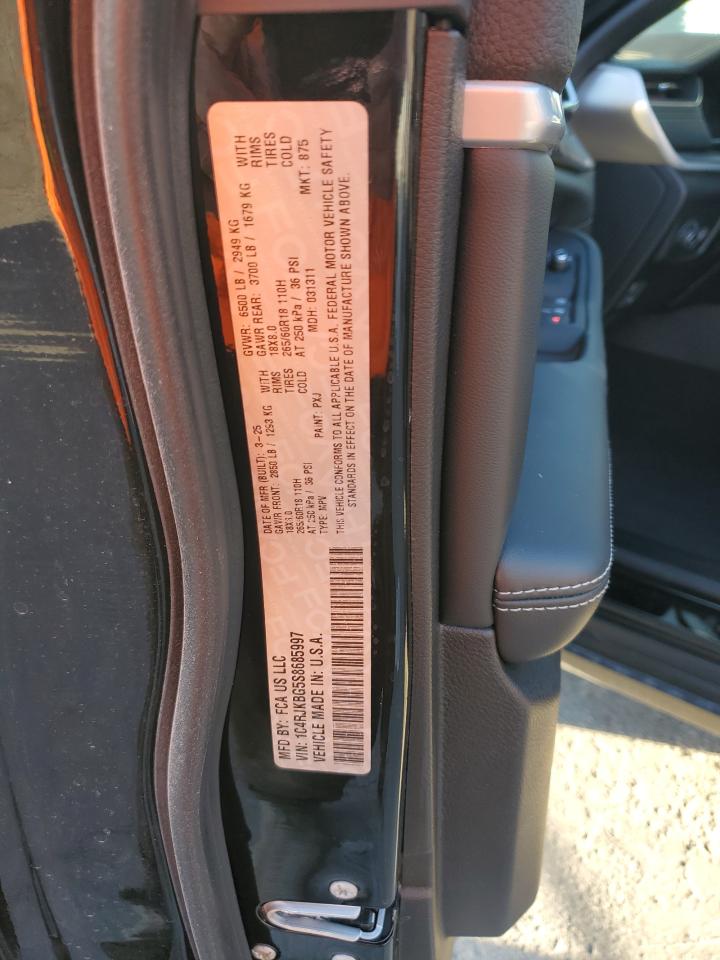 MFD BY: FCA US LLC
DATE OF MFR (BUILT): 3-25
GVWR: 6500 LB / 2949 KG
GAWR FRONT: 2850 LB / 1293 KG WITH
GAWR REAR: 3700 LB / 1679 KG WITH
18X8.0 RIMS
18X8.0 RIMS
265/60R18 110H TIRES
265/60R18 110H TIRES
AT 250 kPa / 36 PSI COLD
AT 250 kPa / 36 PSI COLD
VIN: 1C4RJKBG5S8685997
TYPE: MPV PAINT: PXJ MDH: 031311 MKT: 875
VEHICLE MADE IN: U.S.A.
THIS VEHICLE CONFORMS TO ALL APPLICABLE U.S.A. FEDERAL MOTOR VEHICLE SAFETY
STANDARDS IN EFFECT ON THE DATE OF MANUFACTURE SHOWN ABOVE.